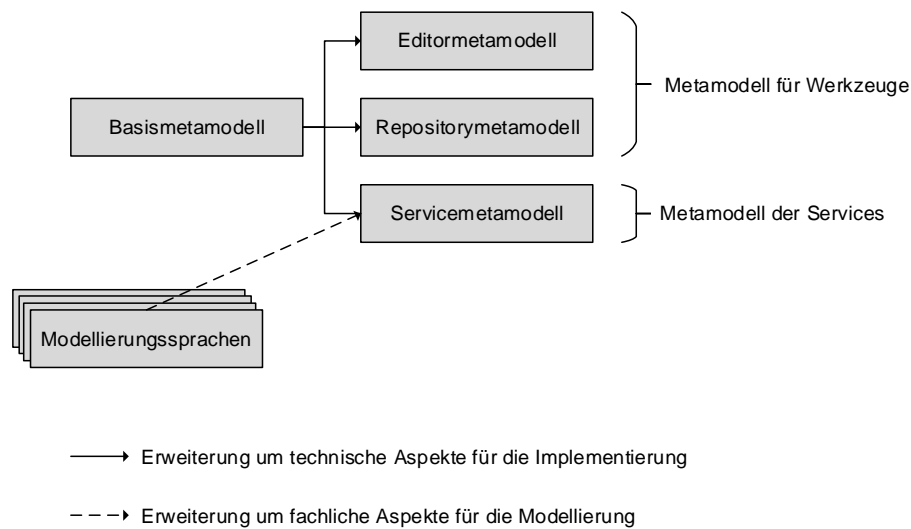 Editormetamodell
Metamodell für Werkzeuge
Basismetamodell
Repositorymetamodell
Servicemetamodell
Metamodell der Services
Modellierungssprachen
Erweiterung um technische Aspekte für die Implementierung
Erweiterung um fachliche Aspekte für die Modellierung